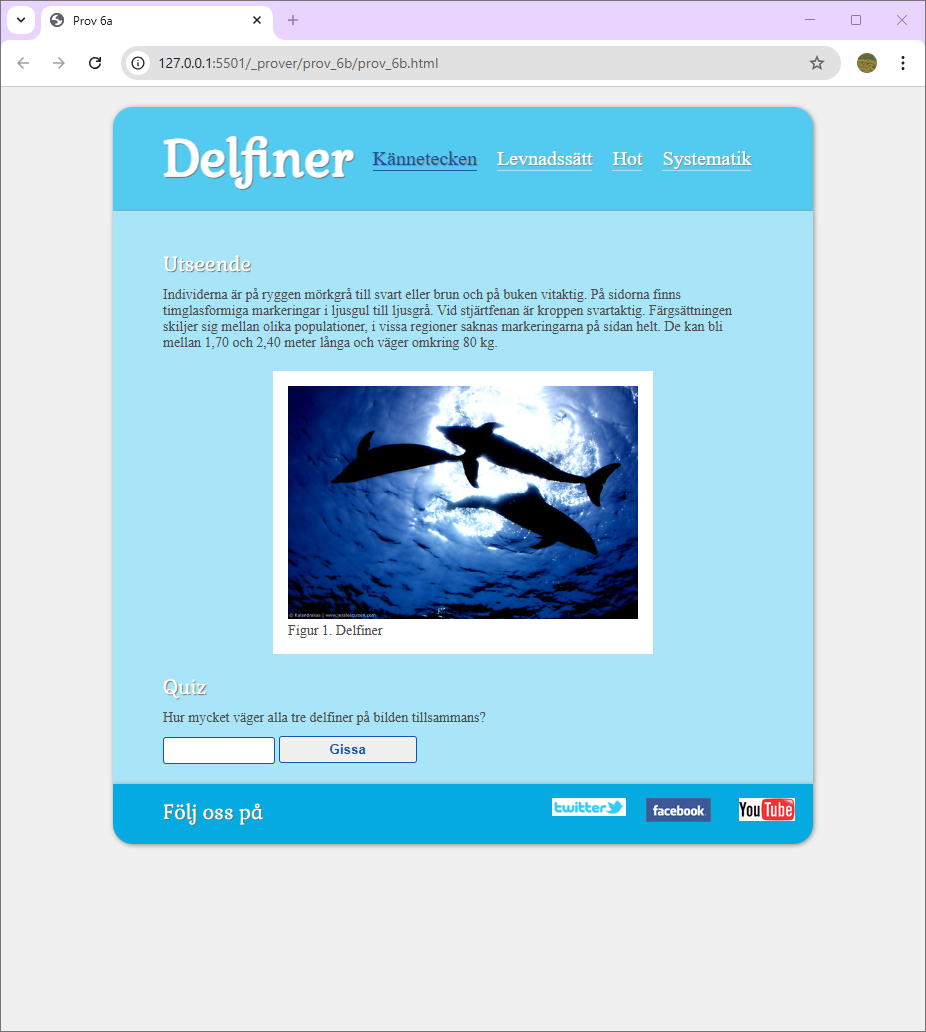 Prov 6a
127.0.0.1:5501/_prover/prov_6b/prov_6b.html
Delfiner
Kännetecken Levnadssätt Hot Systematik
Utseende
Individerna är på ryggen mörkgrå till svart eller brun och på buken vitaktig. På sidorna finns
timglasformiga markeringar i ljusgul till ljusgrå. Vid stjärtfenan är kroppen svartaktig. Färgsättningen
skiljer sig mellan olika populationer, i vissa regioner saknas markeringarna på sidan helt. De kan bli
mellan 1,70 och 2,40 meter långa och väger omkring 80 kg.
Figur 1. Delfiner
Quiz
Hur mycket väger alla tre delfiner på bilden tillsammans?
Gissa
Följ oss på
twitter facebook YouTube